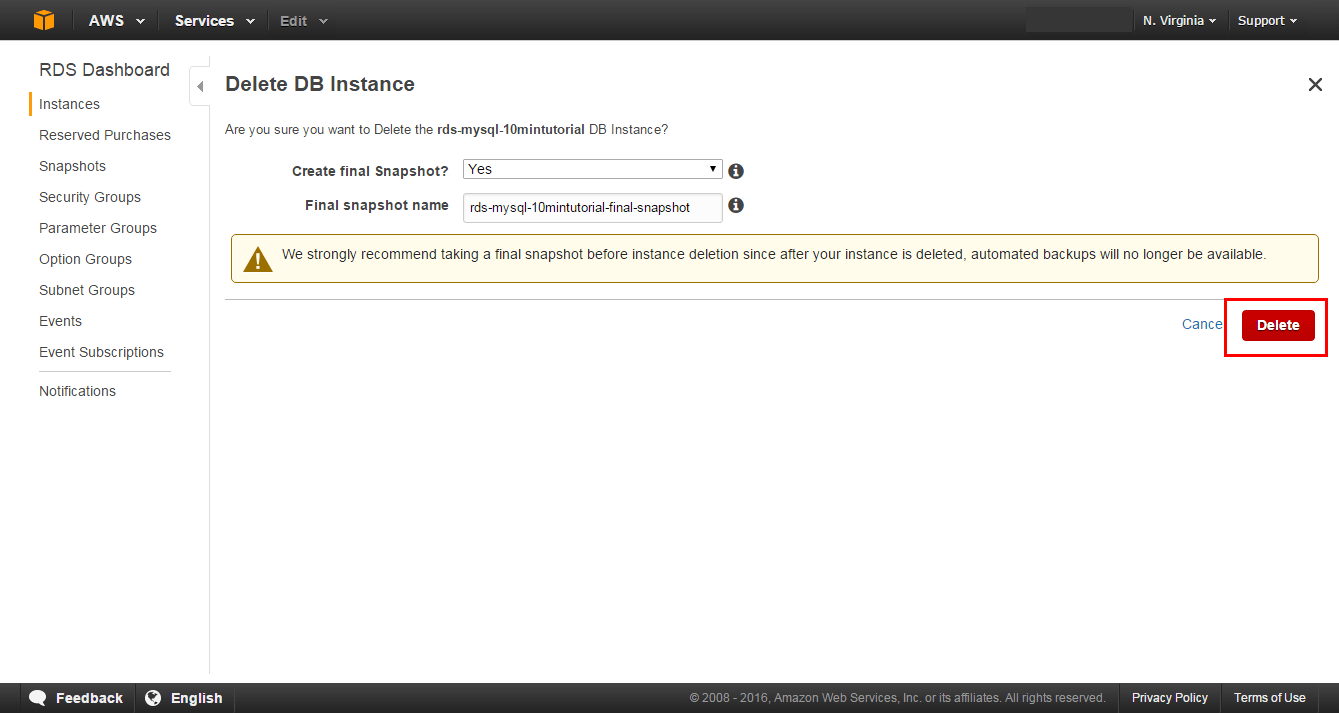 AWS Services Edit N. Virginia Support
RDS Dashboard
Instances
Reserved Purchases
Snapshots
Security Groups
Parameter Groups
Option Groups
Subnet Groups
Events
Event Subscriptions
Notifications
Delete DB Instance
Are you sure you want to Delete the rds-mysql-10mintutorial DB Instance?
Create final Snapshot? Yes
Final snapshot name rds-mysql-10mintutorial-final-snapshot
We strongly recommend taking a final snapshot before instance deletion since after your instance is deleted, automated backups will no longer be available.
Cance Delete
Feedback English © 2008 - 2016, Amazon Web Services, Inc. or its affiliates. All rights reserved. Privacy Policy Terms of Use